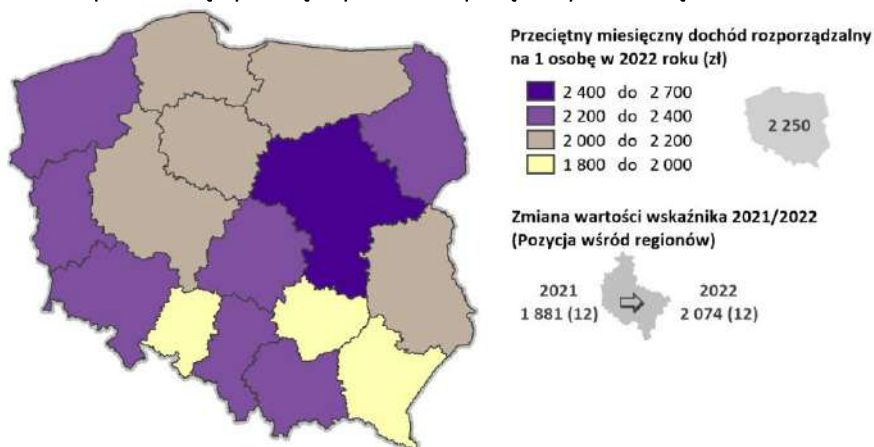 Przeciętny miesięczny dochód rozporządzalny
na 1 osobę w 2022 roku (zł)
2 400 do 2 700
2 200 do 2 400
2 000 do 2 200
1 800 do 2 000
2 250
Zmiana wartości wskaźnika 2021/2022
(Pozycja wśród regionów)
2021
1 881 (12)
2022
2 074 (12)